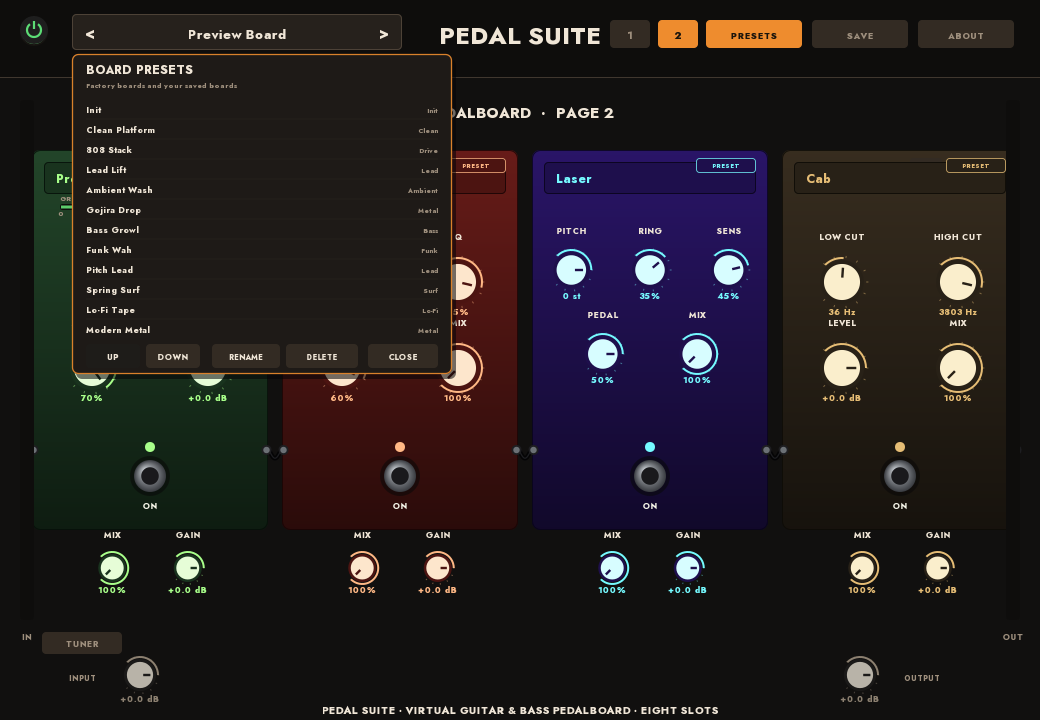 < Preview Board >
PEDAL SUITE
1
2
PRESETS
SAVE
ABOUT
BOARD PRESETS
Factory boards and your saved boards
Init Init
Clean Platform Clean
808 Stack Drive
Lead Lift Lead
Ambient Wash Ambient
Gojira Drop Metal
Bass Growl Bass
Funk Wah Funk
Pitch Lead Lead
Spring Surf Surf
Lo-Fi Tape Lo-Fi
Modern Metal Metal
UP
DOWN
RENAME
DELETE
CLOSE
DALBOARD · PAGE 2
0
70%
+0.0 dB
ON
MIX GAIN
100% +0.0 dB
PRESET
Q
5%
MIX
60%
100%
ON
MIX GAIN
100% +0.0 dB
Laser
PRESET
PITCH RING SENS
0 st 35% 45%
PEDAL MIX
50% 100%
ON
MIX GAIN
100% +0.0 dB
Cab
PRESET
LOW CUT HIGH CUT
36 Hz 3803 Hz
LEVEL MIX
+0.0 dB 100%
ON
MIX GAIN
100% +0.0 dB
IN
TUNER
INPUT
+0.0 dB
OUT
OUTPUT
+0.0 dB
PEDAL SUITE · VIRTUAL GUITAR & BASS PEDALBOARD · EIGHT SLOTS